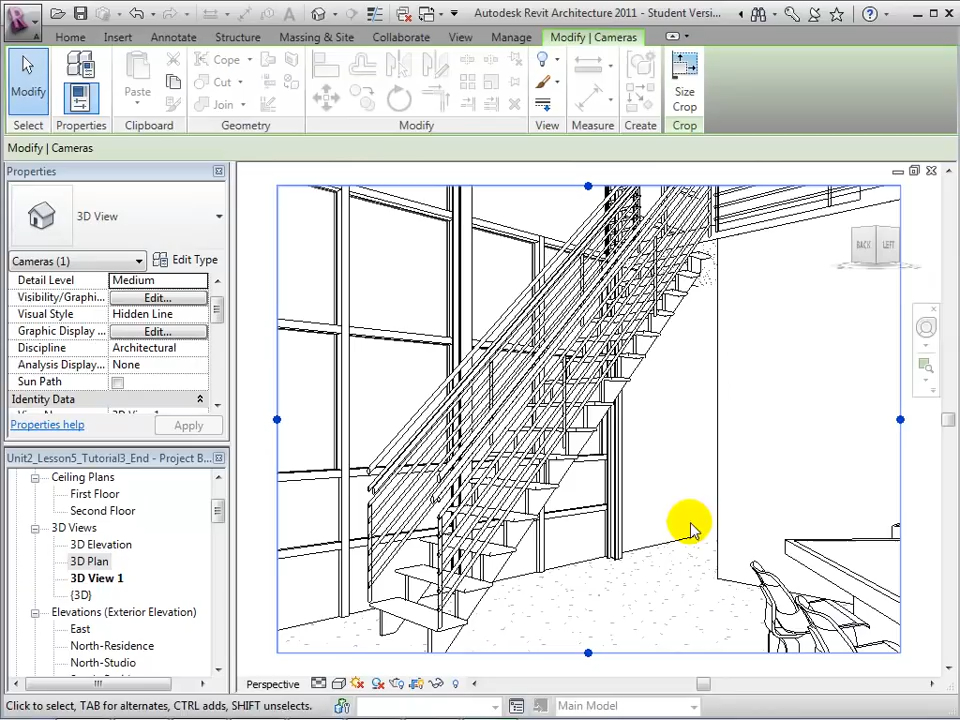 Autodesk Revit Architecture 2011 - Student Versi...
Home Insert Annotate Structure Massing & Site Collaborate View Manage Modify | Cameras
Modify
Paste
Cope
Cut
Join
Size
Crop
Select Properties Clipboard Geometry Modify View Measure Create Crop
Modify | Cameras
Properties
3D View
Cameras (1) Edit Type
Detail Level Medium
Visibility/Graphi... Edit...
Visual Style Hidden Line
Graphic Display ... Edit...
Discipline Architectural
Analysis Display... None
Sun Path
Identity Data
Properties help Apply
Unit2_Lesson5_Tutorial3_End - Project B...
Ceiling Plans
First Floor
Second Floor
3D Views
3D Elevation
3D Plan
3D View 1
{3D}
Elevations (Exterior Elevation)
East
North-Residence
North-Studio
BACK LEFT
Perspective
Click to select, TAB for alternates, CTRL adds, SHIFT unselects.
Main Model